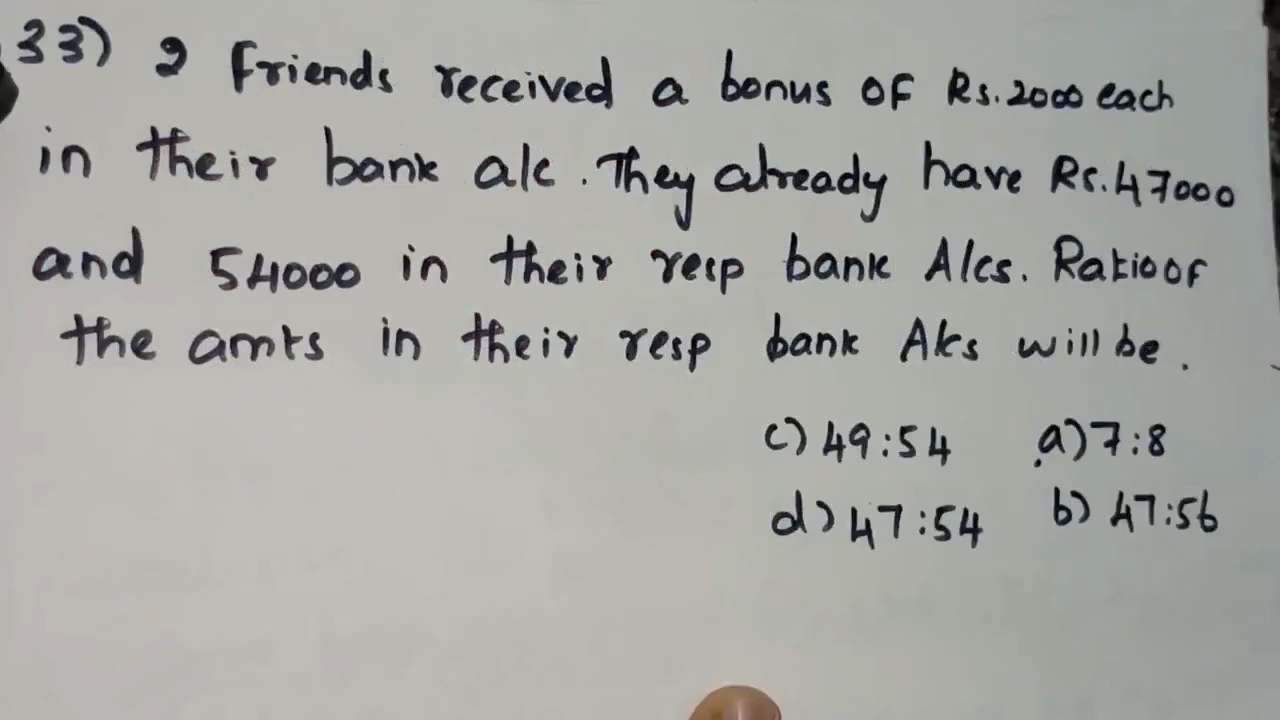 33) 2 Friends received a bonus of Rs.2000 each
in their bank a/c. They already have Rs.47000
and 54000 in their resp bank A/cs. Ratio of
the amts in their resp bank A/cs will be.
c) 49:54 a) 7:8
d) 47:54 b) 47:56